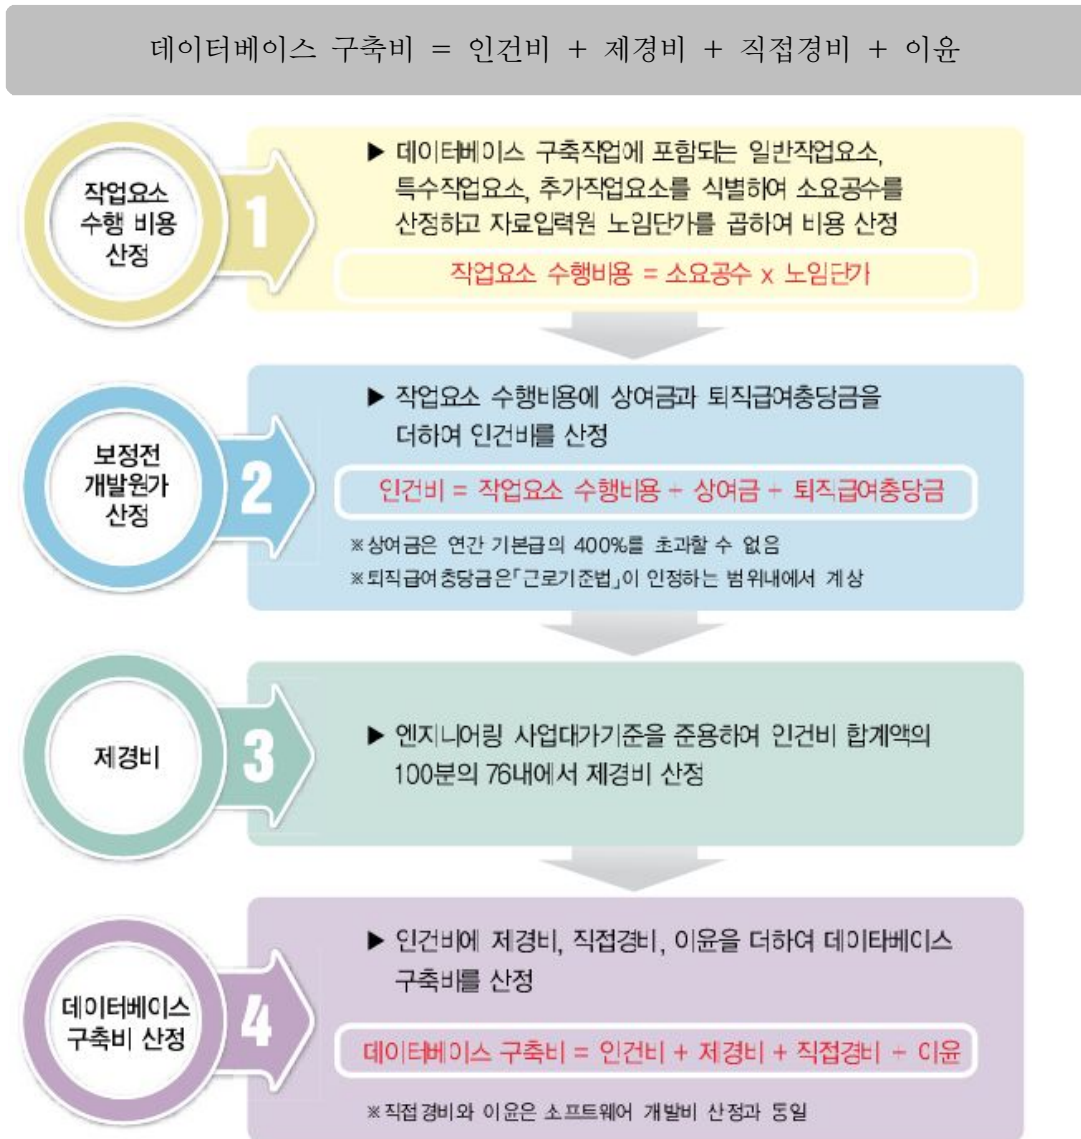 데이터베이스 구축비 = 인건비 + 제경비 + 직접경비 + 이윤
작업요소
수행 비용
산정
1
▶ 데이터베이스 구축작업에 포함되는 일반작업요소,
특수작업요소, 추가작업요소를 식별하여 소요공수를
산정하고 자료입력원 노임단가를 곱하여 비용 산정
작업요소 수행비용 = 소요공수 x 노임단가
보정전
개발원가
산정
2
▶ 작업요소 수행비용에 상여금과 퇴직급여충당금을
더하여 인건비를 산정
인건비 = 작업요소 수행비용 + 상여금 + 퇴직급여충당금
※상여금은 연간 기본급의 400%를 초과할 수 없음
※퇴직급여충당금은「근로기준법」이 인정하는 범위내에서 계상
제경비
3
▶ 엔지니어링 사업대가기준을 준용하여 인건비 합계액의
100분의 76내에서 제경비 산정
데이터베이스
구축비 산정
4
▶ 인건비에 제경비, 직접경비, 이윤을 더하여 데이타베이스
구축비를 산정
데이터베이스 구축비 = 인건비 + 제경비 + 직접경비 + 이윤
※직접경비와 이윤은 소프트웨어 개발비 산정과 동일